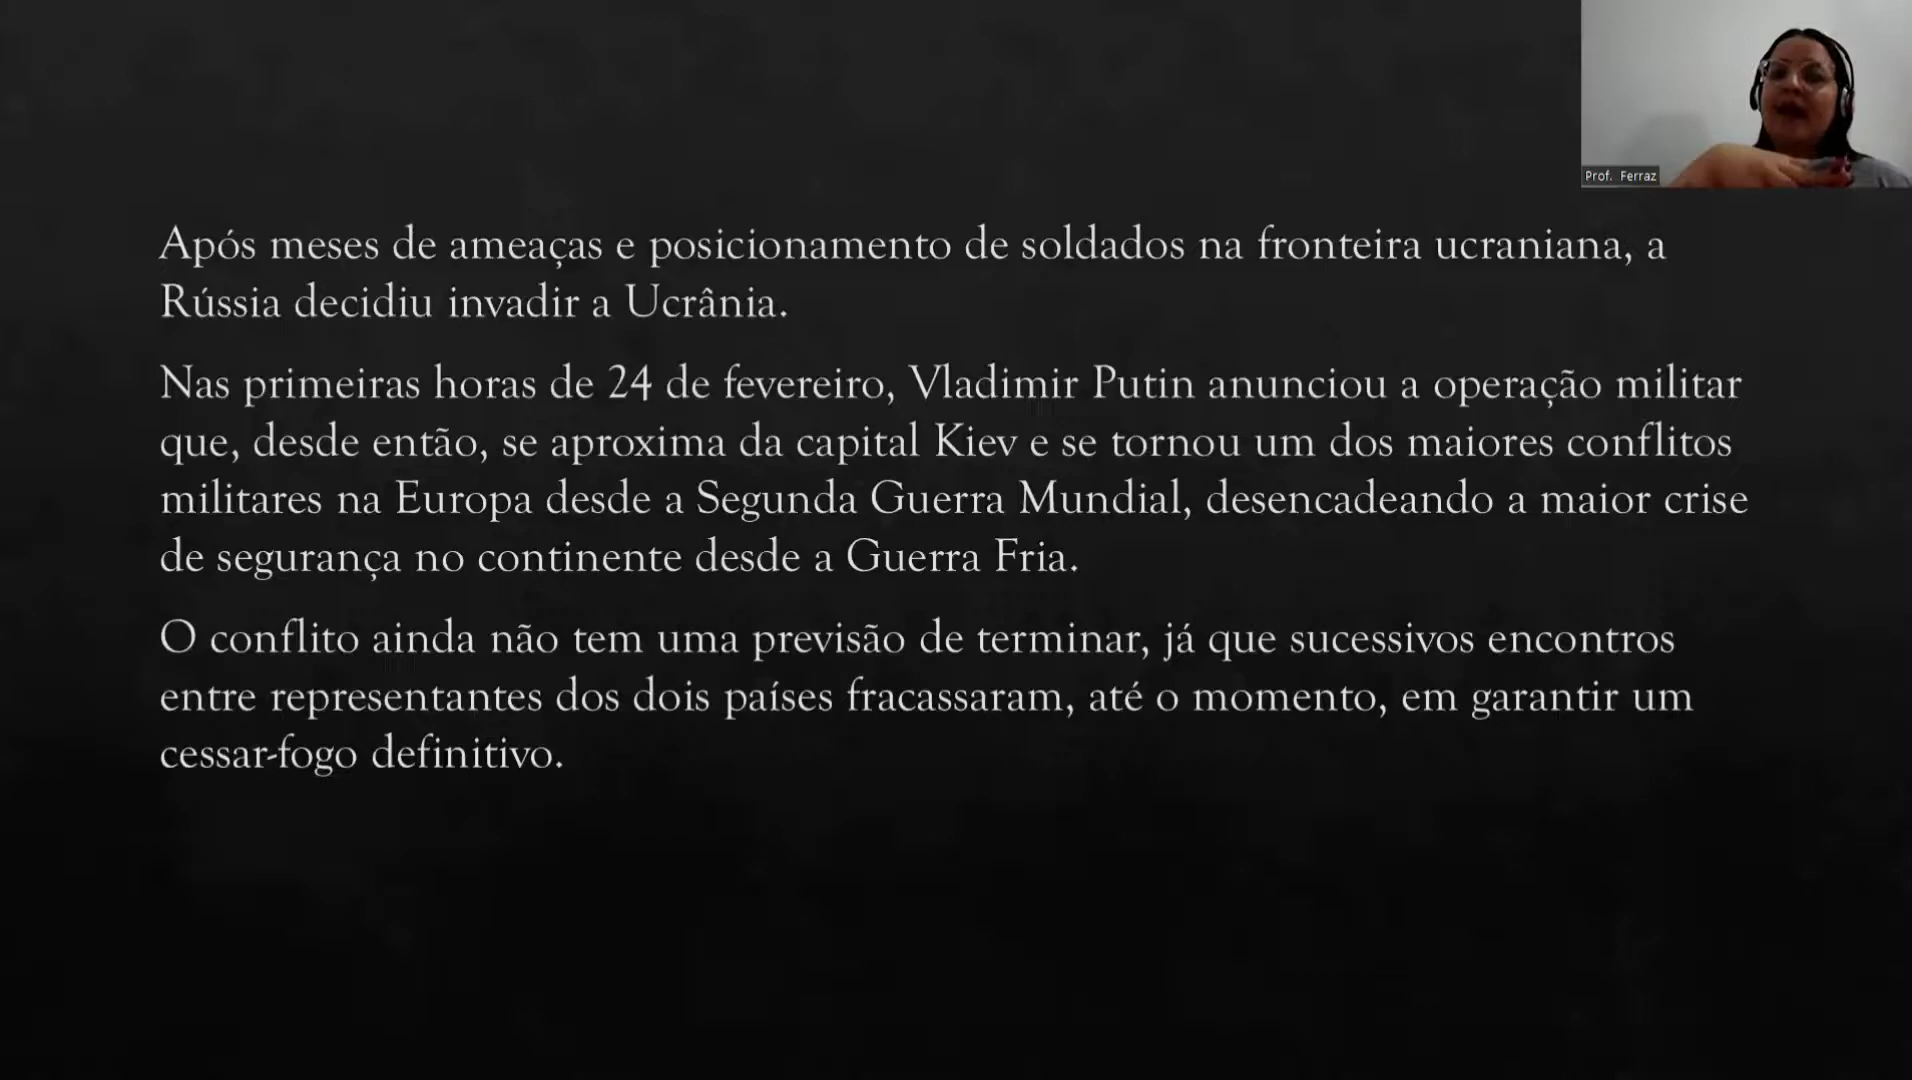 Prof. Ferraz
Após meses de ameaças e posicionamento de soldados na fronteira ucraniana, a
Rússia decidiu invadir a Ucrânia.
Nas primeiras horas de 24 de fevereiro, Vladimir Putin anunciou a operação militar
que, desde então, se aproxima da capital Kiev e se tornou um dos maiores conflitos
militares na Europa desde a Segunda Guerra Mundial, desencadeando a maior crise
de segurança no continente desde a Guerra Fria.
O conflito ainda não tem uma previsão de terminar, já que sucessivos encontros
entre representantes dos dois países fracassaram, até o momento, em garantir um
cessar-fogo definitivo.